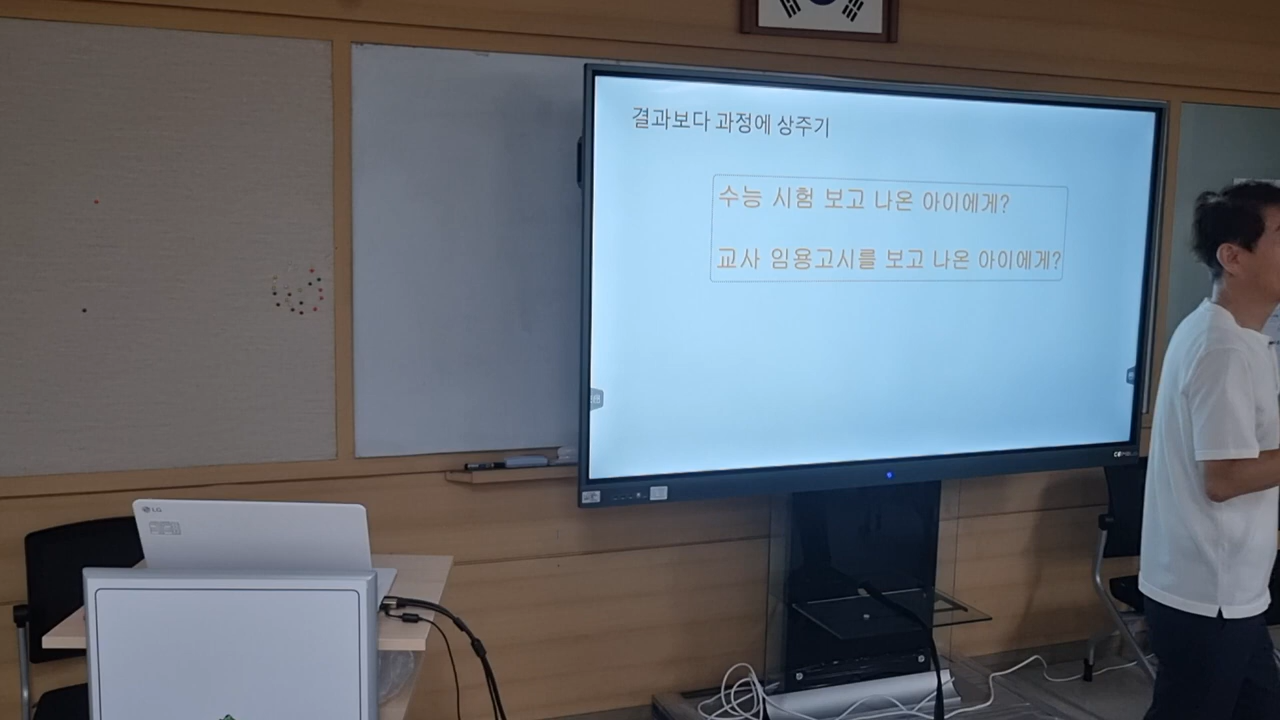 결과보다 과정에 상주기
수능 시험 보고 나온 아이에게?
교사 임용고시를 보고 나온 아이에게?
LG